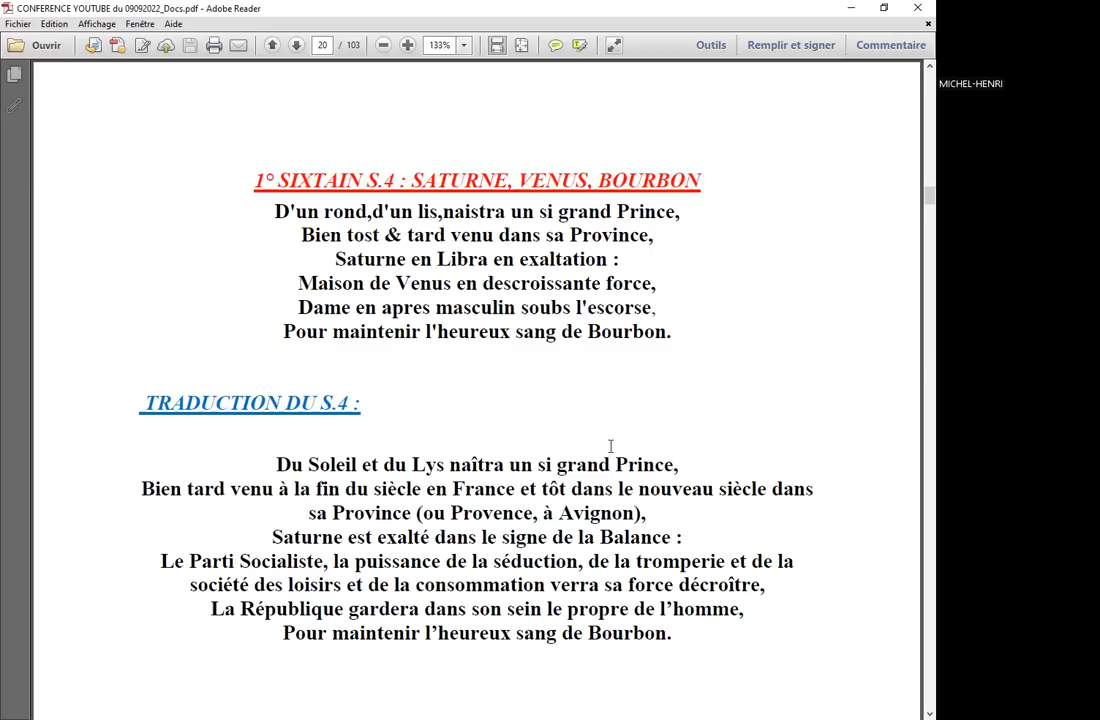 CONFERENCE YOUTUBE du 09092022_Docs.pdf - Adobe Reader
Fichier Edition Affichage Fenêtre Aide
Ouvrir 20 / 103 133% Outils Remplir et signer Commentaire
MICHEL-HENRI
1° SIXTAIN S.4 : SATURNE, VENUS, BOURBON
D'un rond,d'un lis,naistra un si grand Prince,
Bien tost & tard venu dans sa Province,
Saturne en Libra en exaltation :
Maison de Venus en descroissante force,
Dame en apres masculin soubs l'escorse,
Pour maintenir l'heureux sang de Bourbon.
TRADUCTION DU S.4 :
Du Soleil et du Lys naîtra un si grand Prince,
Bien tard venu à la fin du siècle en France et tôt dans le nouveau siècle dans
sa Province (ou Provence, à Avignon),
Saturne est exalté dans le signe de la Balance :
Le Parti Socialiste, la puissance de la séduction, de la tromperie et de la
société des loisirs et de la consommation verra sa force décroître,
La République gardera dans son sein le propre de l’homme,
Pour maintenir l’heureux sang de Bourbon.